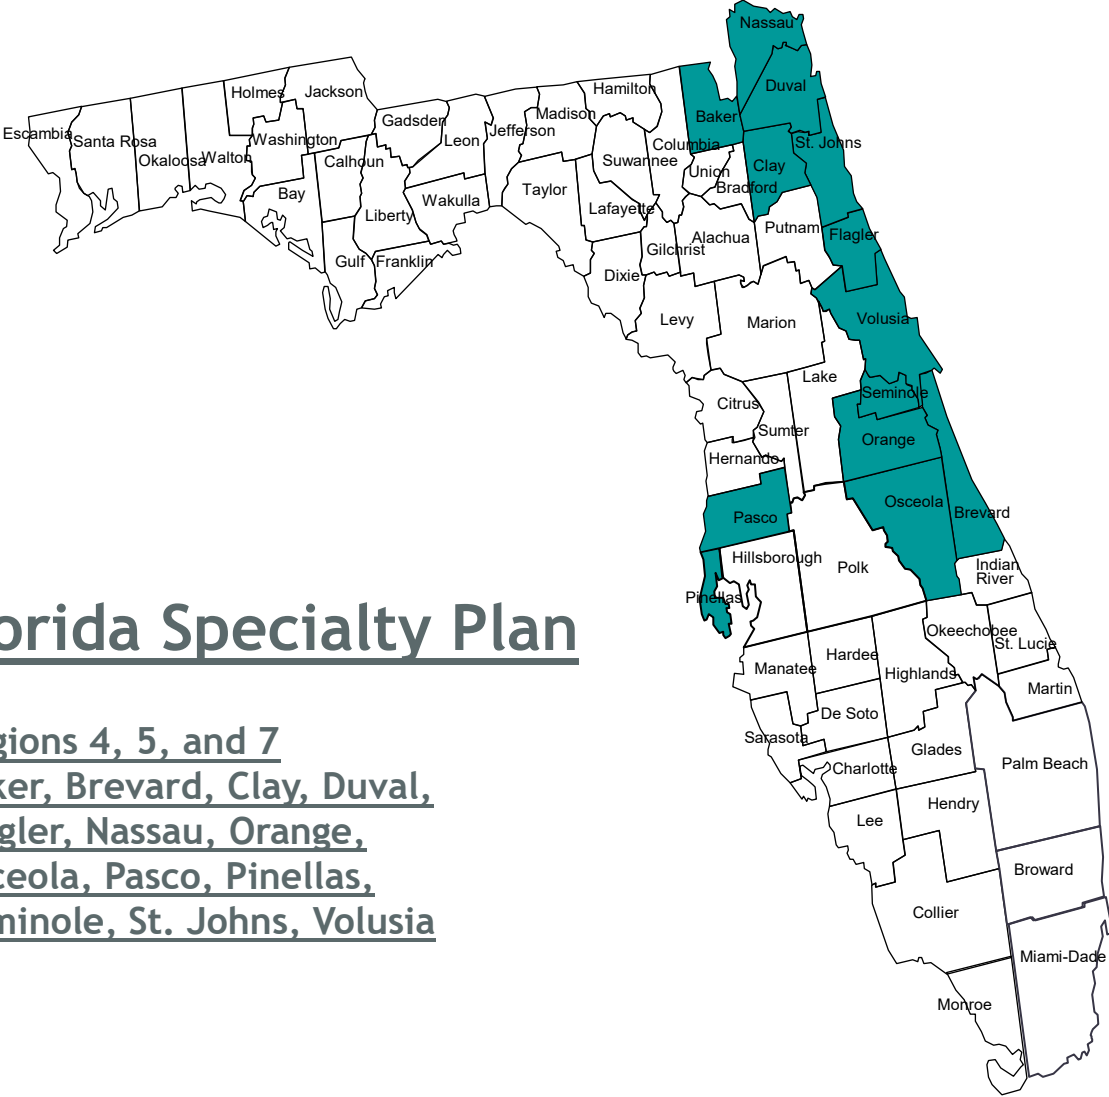 Nassau
Duval
Baker
St. Johns
Clay
Holmes
Jackson
Hamilton
Escambia
Santa Rosa
Okaloosa
Walton
Washington
Gadsden
Leon
Jefferson
Madison
Columbia
Suwannee
Union
Bradford
Calhoun
Bay
Liberty
Wakulla
Taylor
Lafayette
Putnam
Flagler
Gulf
Franklin
Dixie
Gilchrist
Alachua
Levy
Marion
Volusia
Lake
Seminole
Citrus
Sumter
Orange
Hernando
Osceola
Brevard
Pasco
Hillsborough
Polk
Indian
River
Pinellas
orida Specialty Plan
Okeechobee
St. Lucie
Manatee
Hardee
Highlands
Martin
De Soto
Sarasota
Glades
Palm Beach
Charlotte
Hendry
Lee
gions 4, 5, and 7
ker, Brevard, Clay, Duval,
gler, Nassau, Orange,
ceola, Pasco, Pinellas,
minole, St. Johns, Volusia
Broward
Collier
Miami-Dade
Monroe